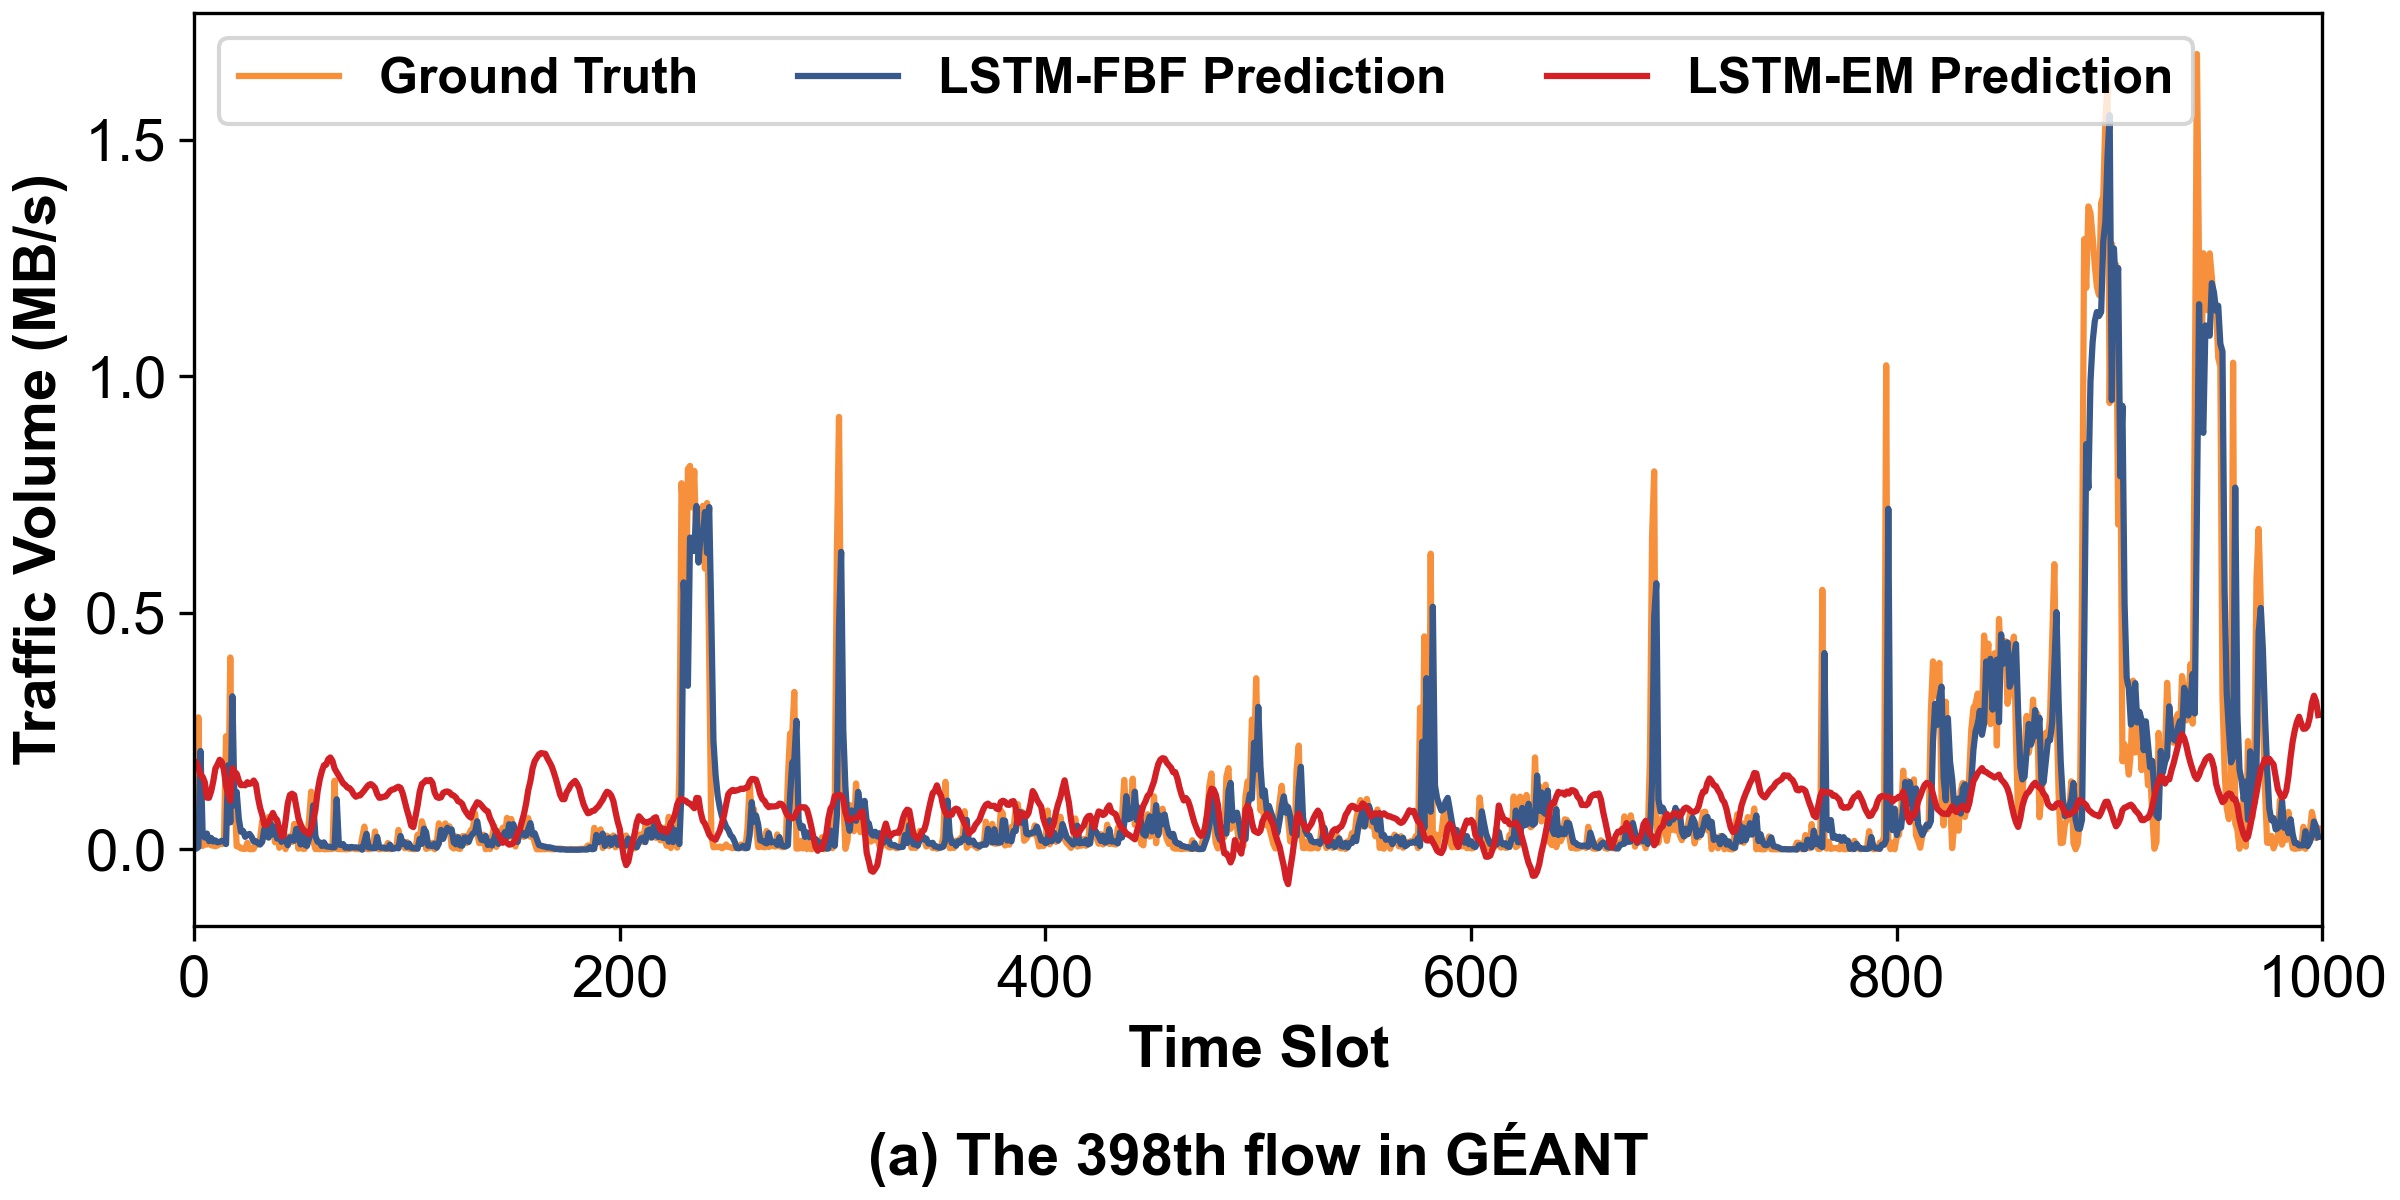 Ground Truth LSTM-FBF Prediction LSTM-EM Prediction
Traffic Volume (MB/s)
1.5
1.0
0.5
0.0
0 200 400 600 800 1000
Time Slot
(a) The 398th flow in GÉANT